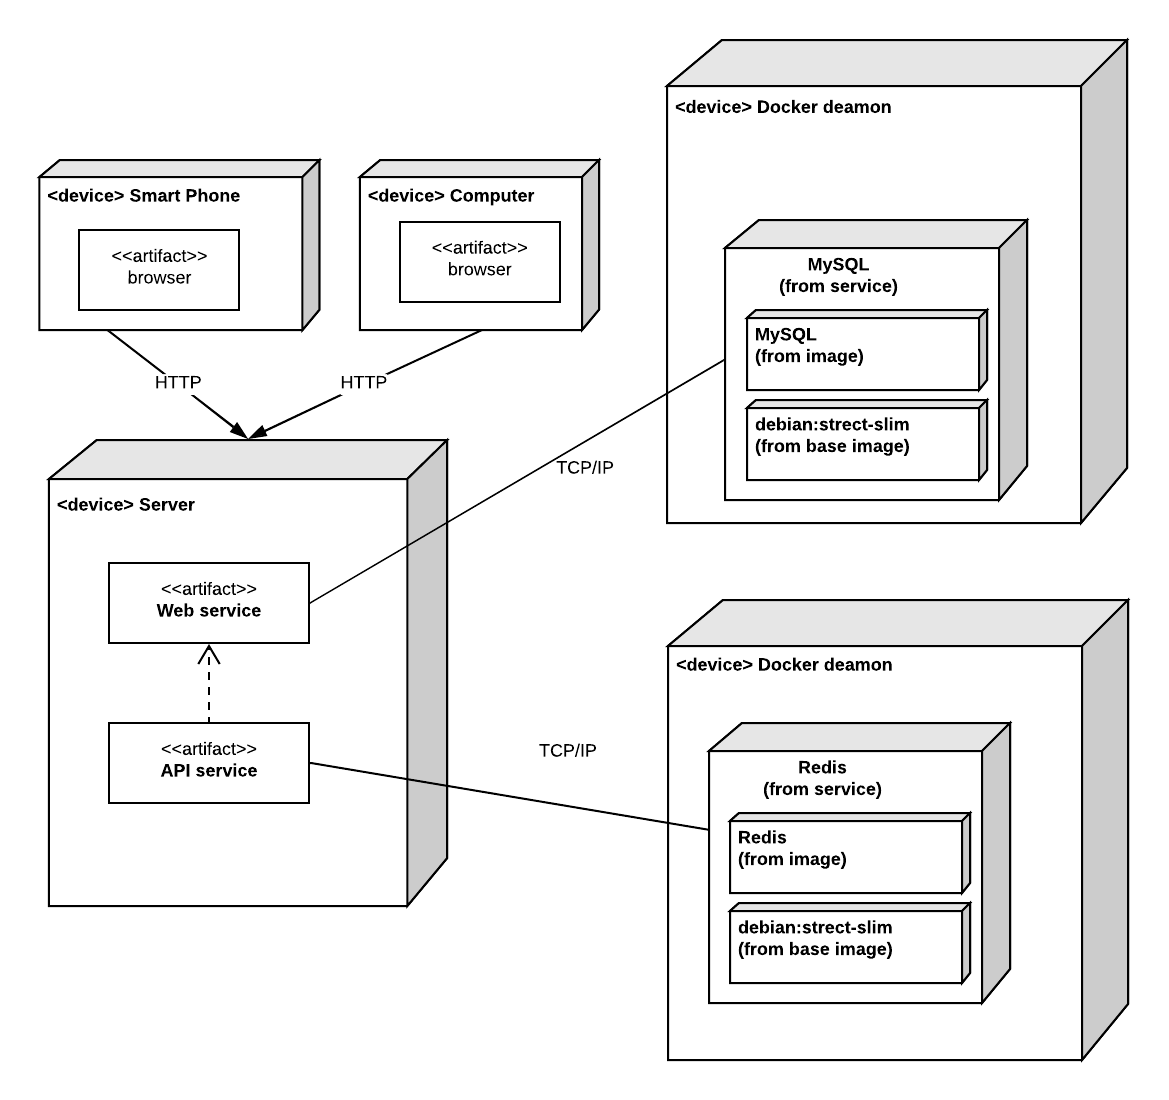 <device> Docker deamon
<device> Smart Phone
<<artifact>>
browser
<device> Computer
<<artifact>>
browser
MySQL
(from service)
MySQL
(from image)
debian:strect-slim
(from base image)
HTTP
HTTP
TCP/IP
<device> Server
<<artifact>>
Web service
<<artifact>>
API service
TCP/IP
<device> Docker deamon
Redis
(from service)
Redis
(from image)
debian:strect-slim
(from base image)